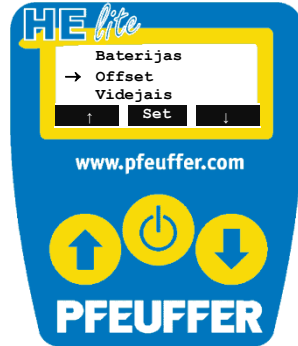 HE lite
Baterijas
→ Offset
Videjais
↑ Set ↓
www.pfeuffer.com
PFEUFFER